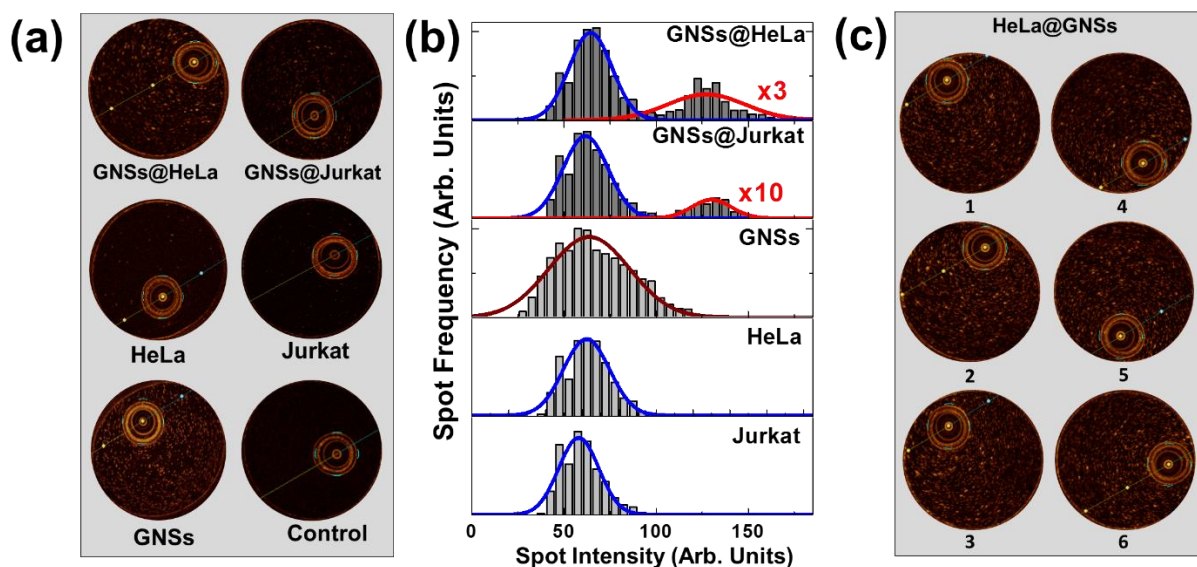 (a)
GNSs@HeLa
GNSs@Jurkat
HeLa
Jurkat
GNSs
Control
(b)
Spot Frequency (Arb. Units)
GNSs@HeLa
x3
GNSs@Jurkat
x10
GNSs
HeLa
Jurkat
0 50 100 150
Spot Intensity (Arb. Units)
(c)
HeLa@GNSs
1 4
2 5
3 6